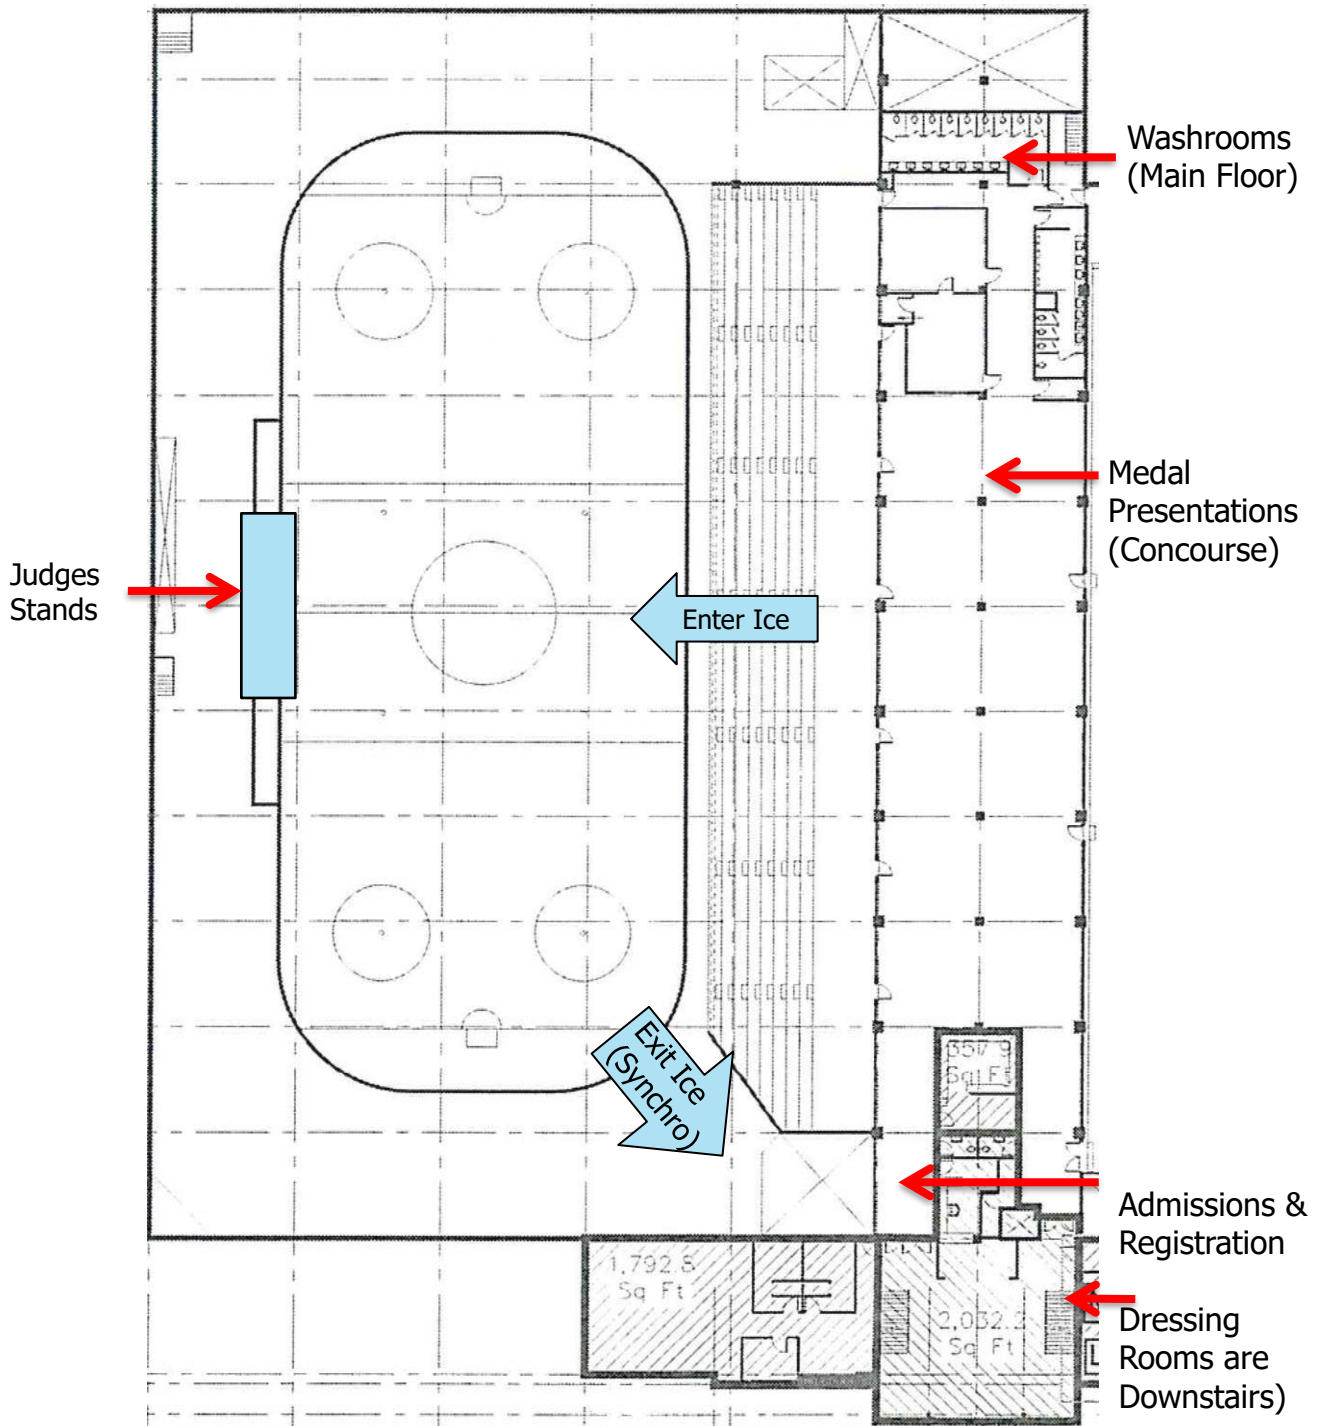 Washrooms
(Main Floor)
Medal
Presentations
(Concourse)
Judges
Stands
Enter Ice
Exit Ice
(Synchro)
Sq Ft
Admissions &
Registration
1,792.8
Sq Ft
2,032.2
Sq Ft
Dressing
Rooms are
Downstairs)